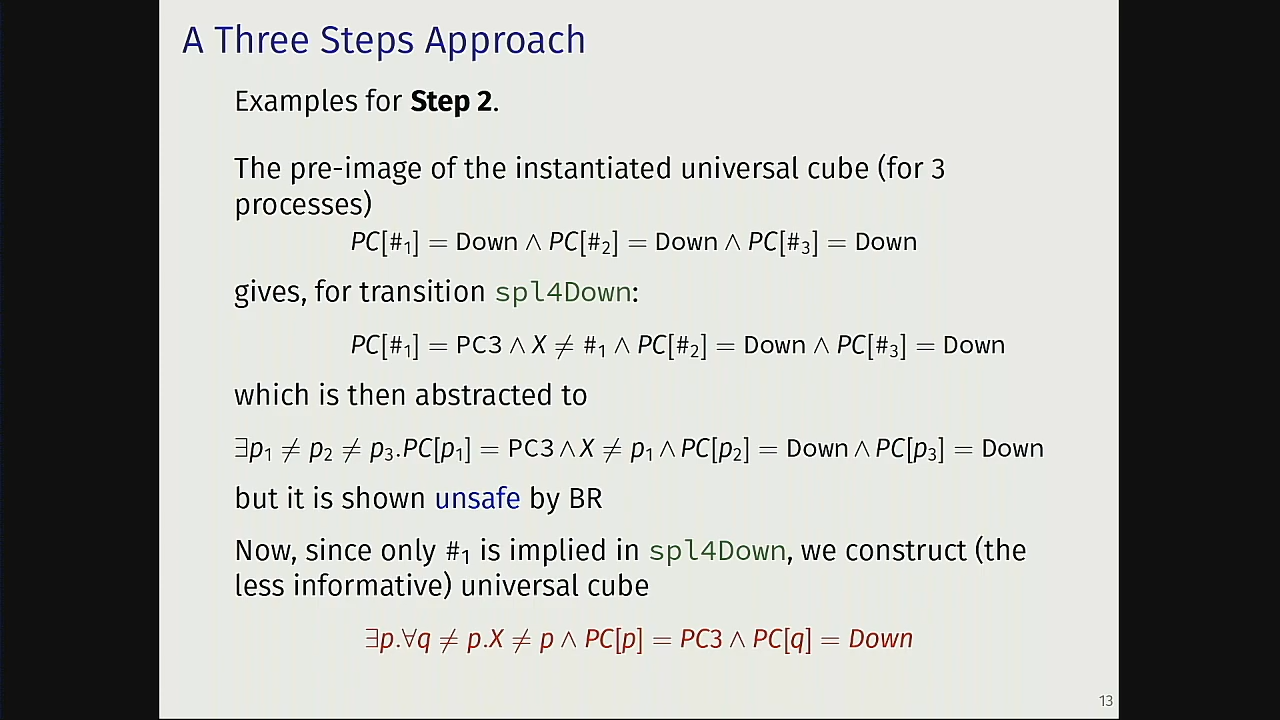 A Three Steps Approach
Examples for Step 2.
The pre-image of the instantiated universal cube (for 3
processes)
PC[#₁] = Down ∧ PC[#₂] = Down ∧ PC[#₃] = Down
gives, for transition spl4Down:
PC[#₁] = PC3 ∧ X ≠ #₁ ∧ PC[#₂] = Down ∧ PC[#₃] = Down
which is then abstracted to
∃p₁ ≠ p₂ ≠ p₃.PC[p₁] = PC3 ∧ X ≠ p₁ ∧ PC[p₂] = Down ∧ PC[p₃] = Down
but it is shown unsafe by BR
Now, since only #₁ is implied in spl4Down, we construct (the
less informative) universal cube
∃p.∀q ≠ p.X ≠ p ∧ PC[p] = PC3 ∧ PC[q] = Down
13